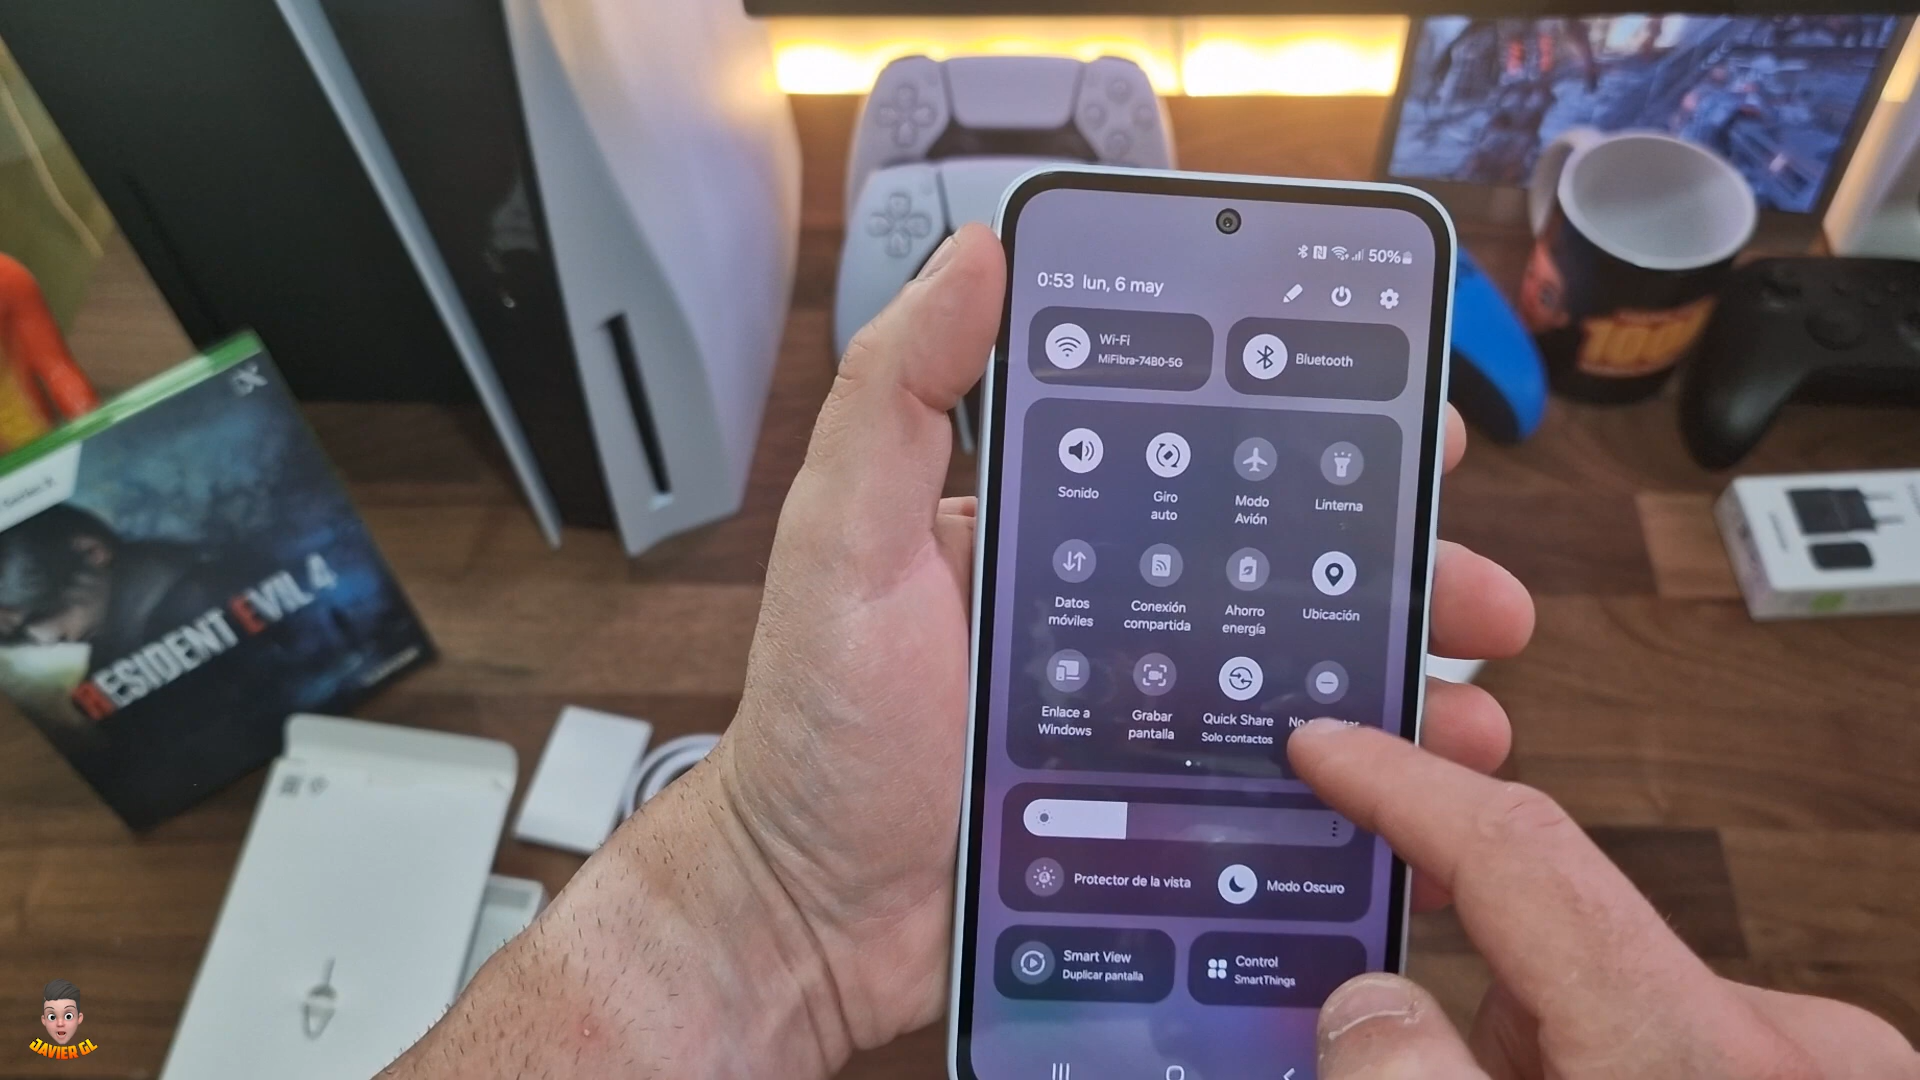 50%
0:53 lun, 6 may
Wi-Fi
MiFibra-74B0-5G
Bluetooth
Sonido
Giro
auto
Modo
Avión
Linterna
Datos
móviles
Conexión
compartida
Ahorro
energía
Ubicación
Enlace a
Windows
Grabar
pantalla
Quick Share
Solo contactos
No
Protector de la vista
Modo Oscuro
Smart View
Duplicar pantalla
Control
SmartThings
RESIDENT EVIL 4
JAVIER GL